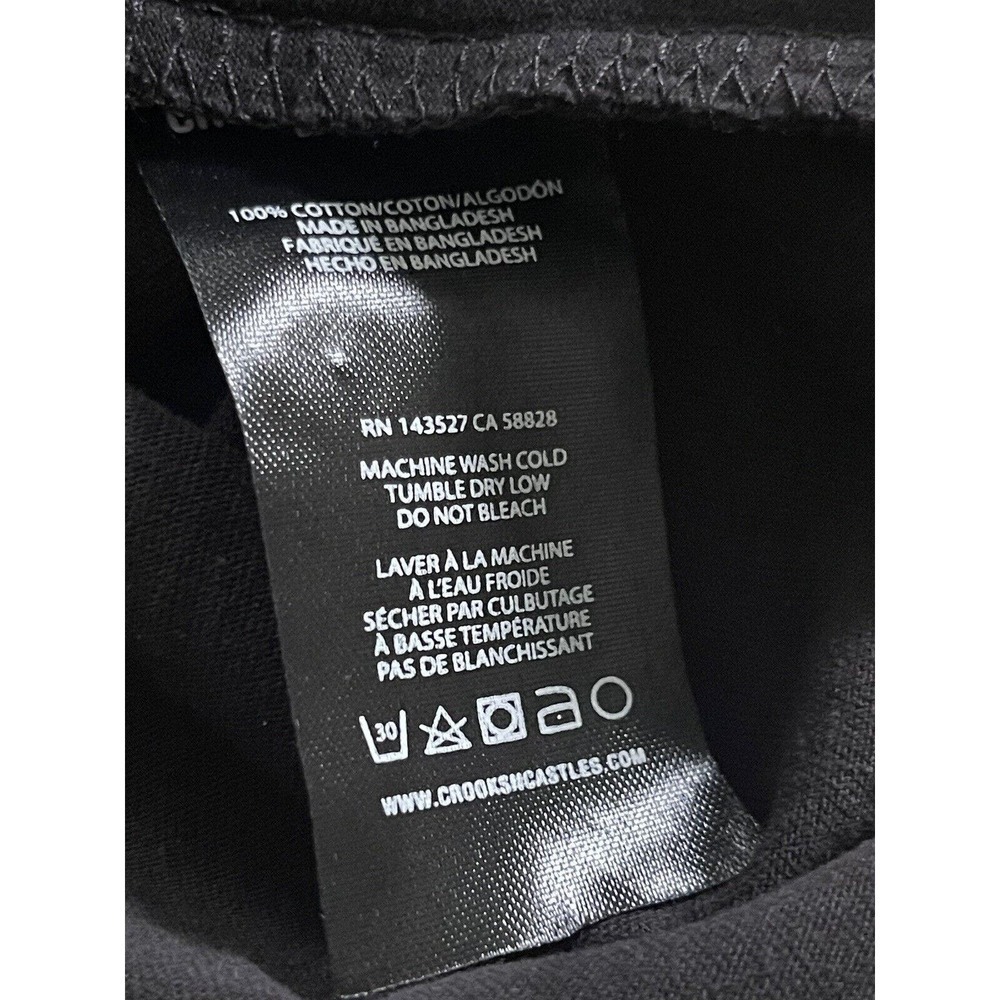 100% COTTON/COTON/ALGODÓN
MADE IN BANGLADESH
FABRIQUÉ EN BANGLADESH
HECHO EN BANGLADESH
RN 143527 CA 58828
MACHINE WASH COLD
TUMBLE DRY LOW
DO NOT BLEACH
LAVER À LA MACHINE
À L'EAU FROIDE
SÉCHER PAR CULBUTAGE
À BASSE TEMPÉRATURE
PAS DE BLANCHISSANT
30
WWW.CROOKSNCASTLES.COM